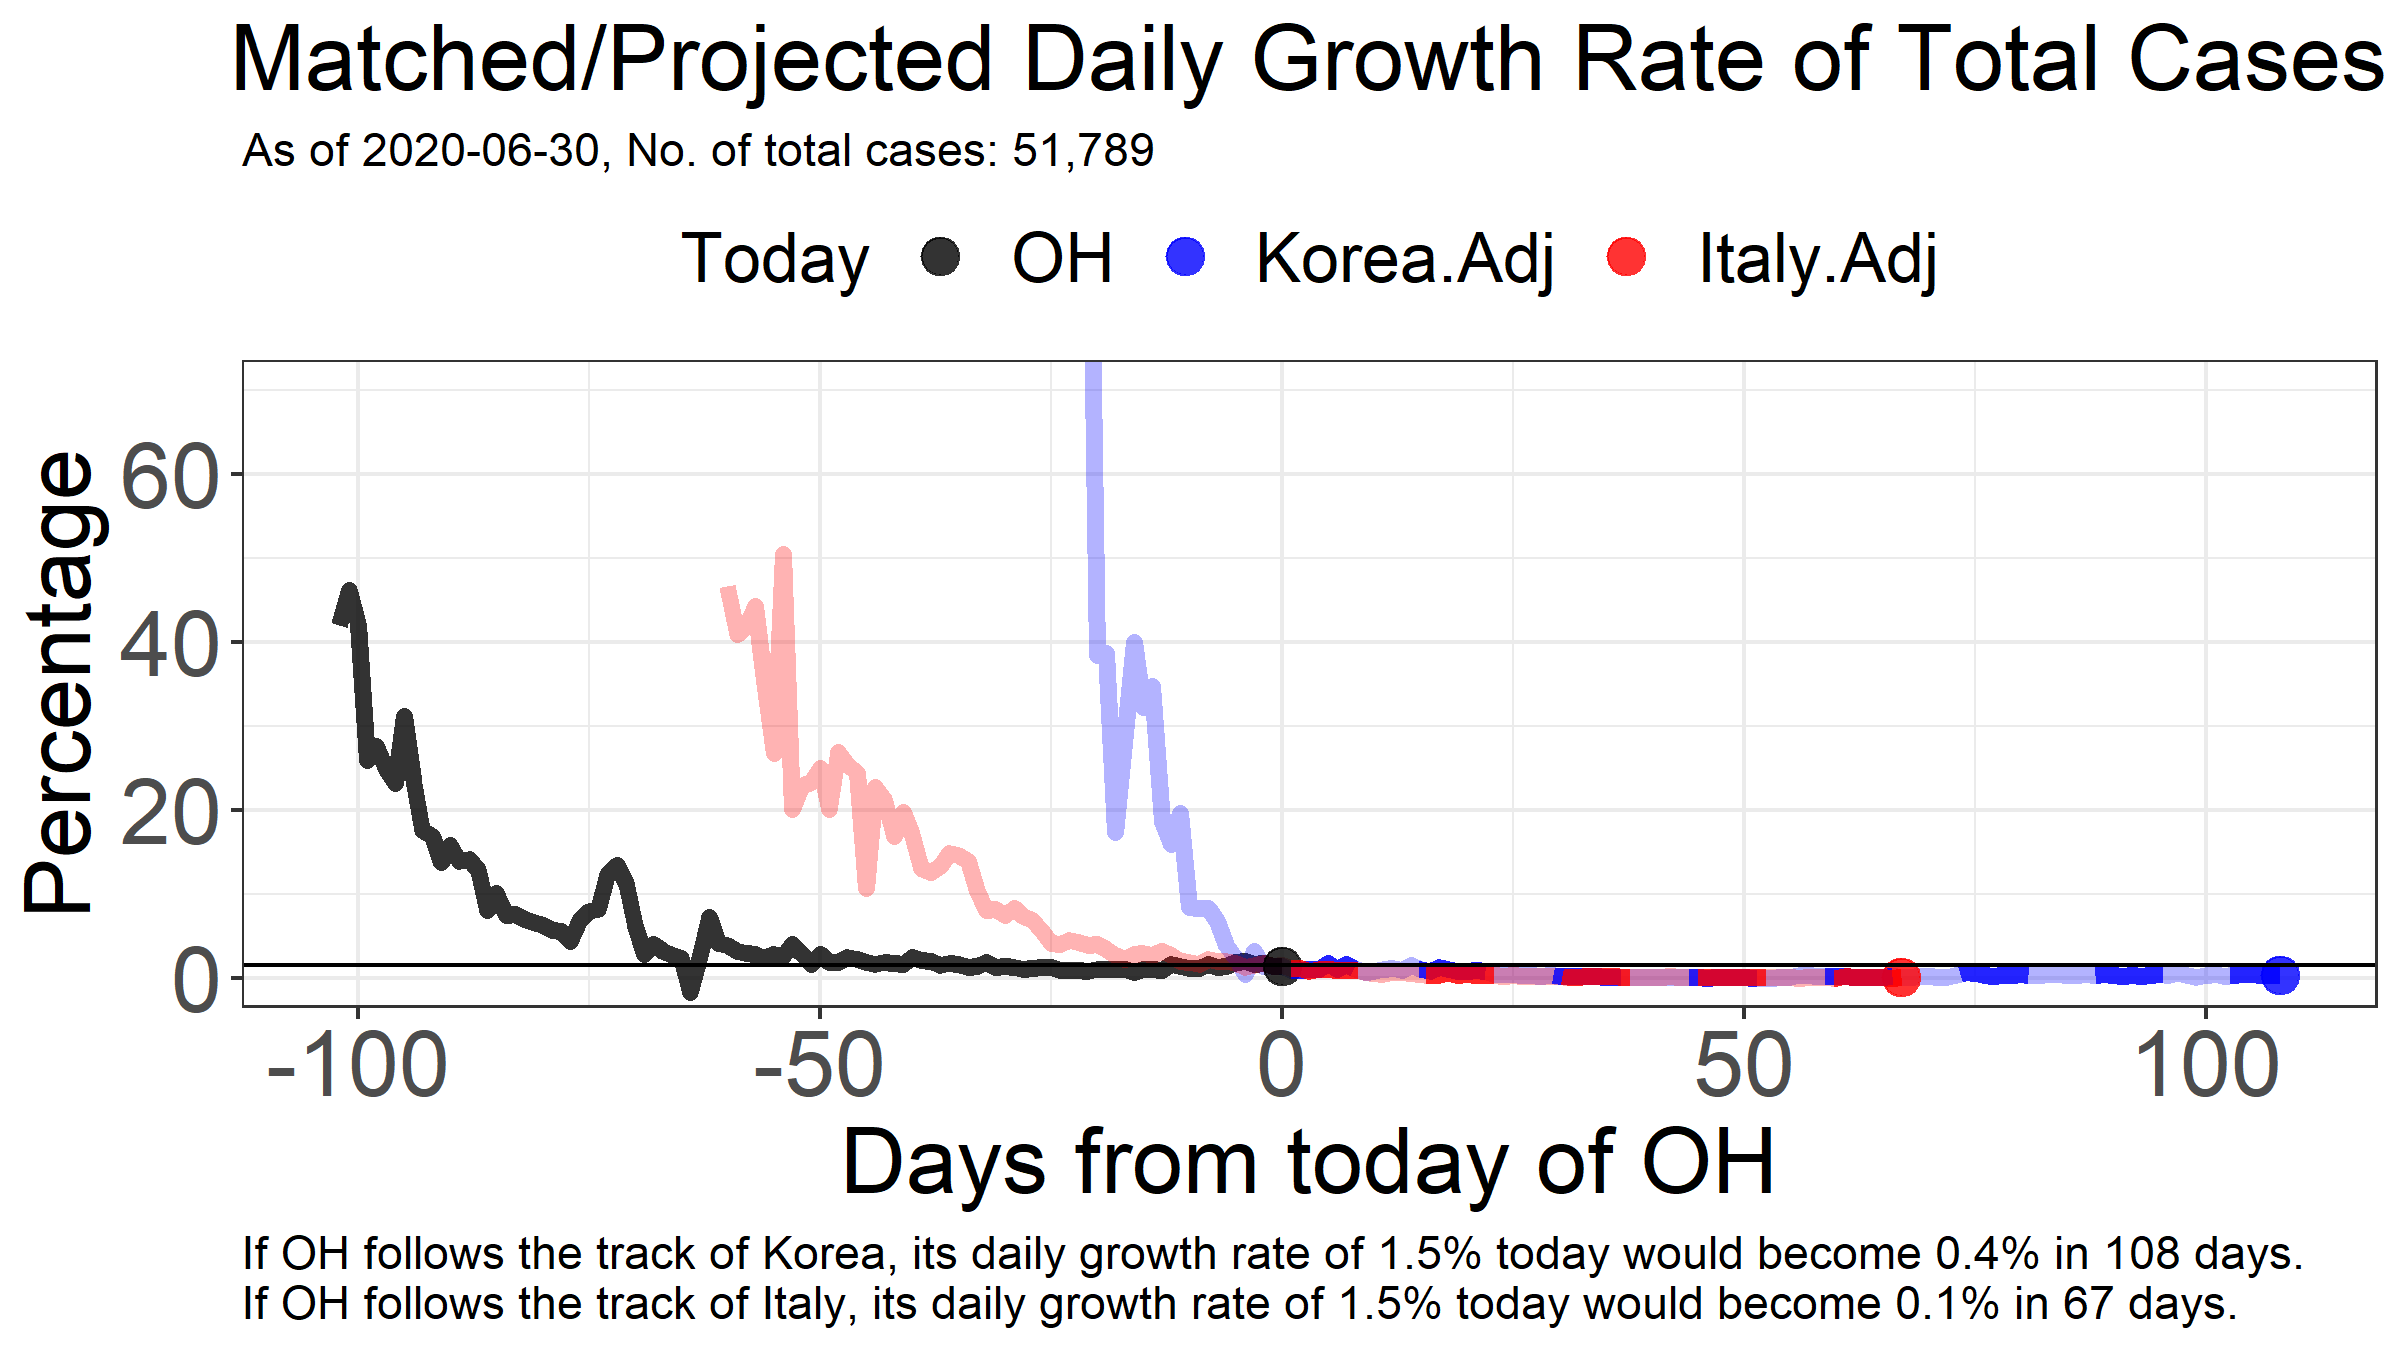 Matched/Projected Daily Growth Rate of Total Cases
As of 2020-06-30, No. of total cases: 51,789
Today OH Korea.Adj Italy.Adj
Percentage
60
40
20
0
-100 -50 0 50 100
Days from today of OH
If OH follows the track of Korea, its daily growth rate of 1.5% today would become 0.4% in 108 days.
If OH follows the track of Italy, its daily growth rate of 1.5% today would become 0.1% in 67 days.